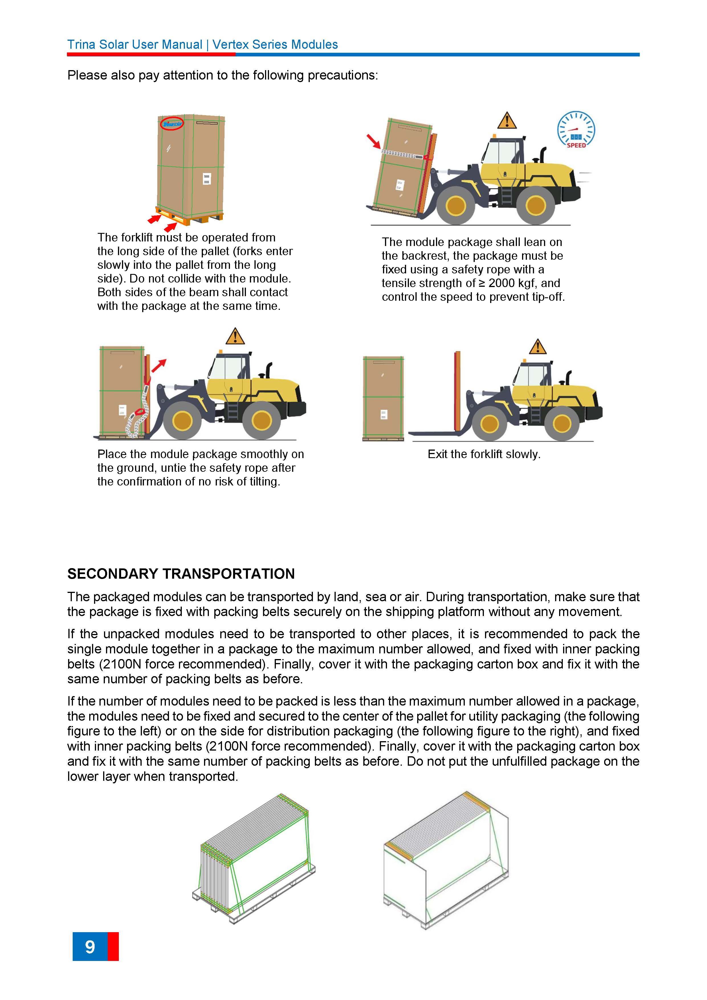 Trina Solar User Manual | Vertex Series Modules
Please also pay attention to the following precautions:
Trinasolar
SPEED
The forklift must be operated from
the long side of the pallet (forks enter
slowly into the pallet from the long
side). Do not collide with the module.
Both sides of the beam shall contact
with the package at the same time.
The module package shall lean on
the backrest, the package must be
fixed using a safety rope with a
tensile strength of ≥ 2000 kgf, and
control the speed to prevent tip-off.
Place the module package smoothly on
the ground, untie the safety rope after
the confirmation of no risk of tilting.
Exit the forklift slowly.
SECONDARY TRANSPORTATION
The packaged modules can be transported by land, sea or air. During transportation, make sure that
the package is fixed with packing belts securely on the shipping platform without any movement.
If the unpacked modules need to be transported to other places, it is recommended to pack the
single module together in a package to the maximum number allowed, and fixed with inner packing
belts (2100N force recommended). Finally, cover it with the packaging carton box and fix it with the
same number of packing belts as before.
If the number of modules need to be packed is less than the maximum number allowed in a package,
the modules need to be fixed and secured to the center of the pallet for utility packaging (the following
figure to the left) or on the side for distribution packaging (the following figure to the right), and fixed
with inner packing belts (2100N force recommended). Finally, cover it with the packaging carton box
and fix it with the same number of packing belts as before. Do not put the unfulfilled package on the
lower layer when transported.
9